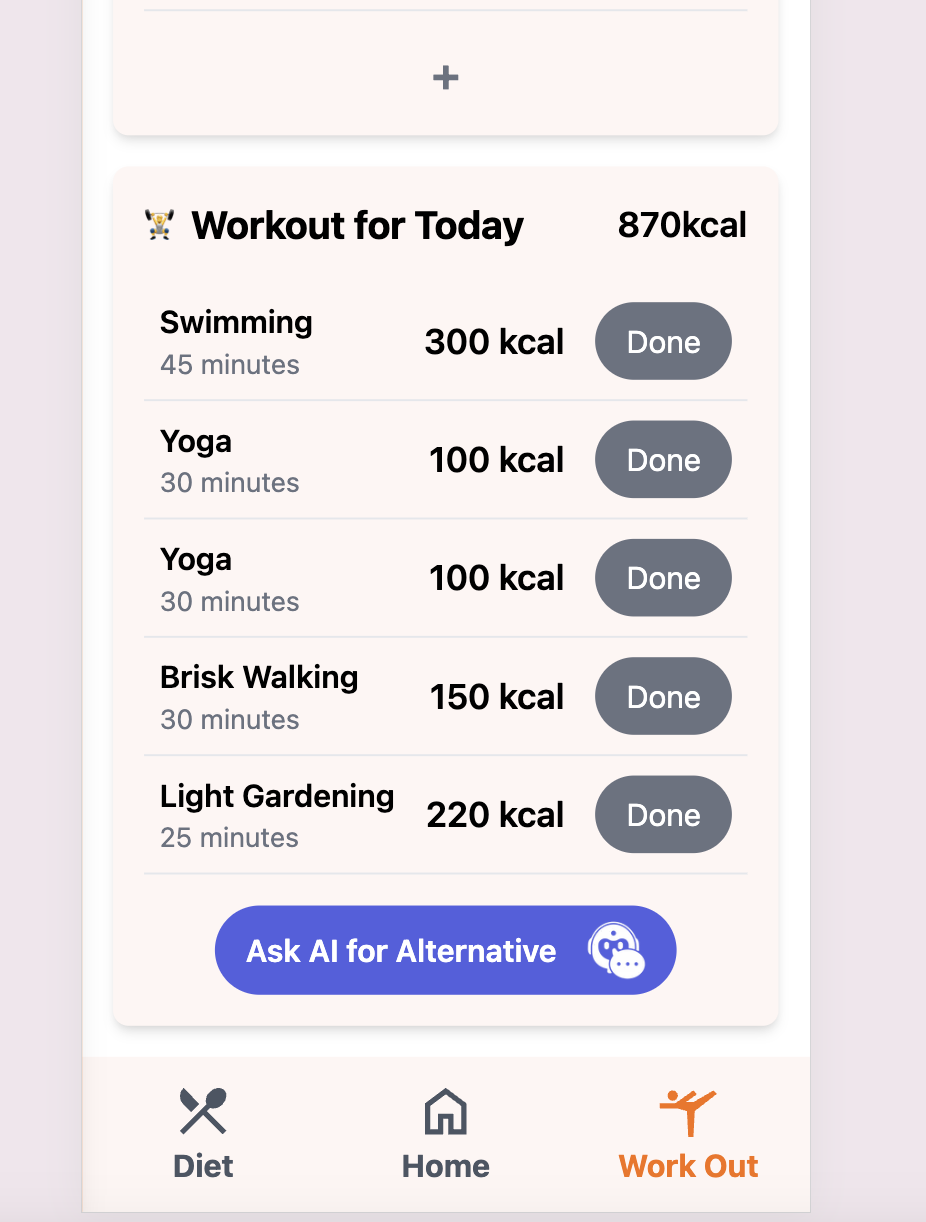 +
Workout for Today 870kcal
Swimming
45 minutes
300 kcal
Done
Yoga
30 minutes
100 kcal
Done
Yoga
30 minutes
100 kcal
Done
Brisk Walking
30 minutes
150 kcal
Done
Light Gardening
25 minutes
220 kcal
Done
Ask AI for Alternative
Diet
Home
Work Out